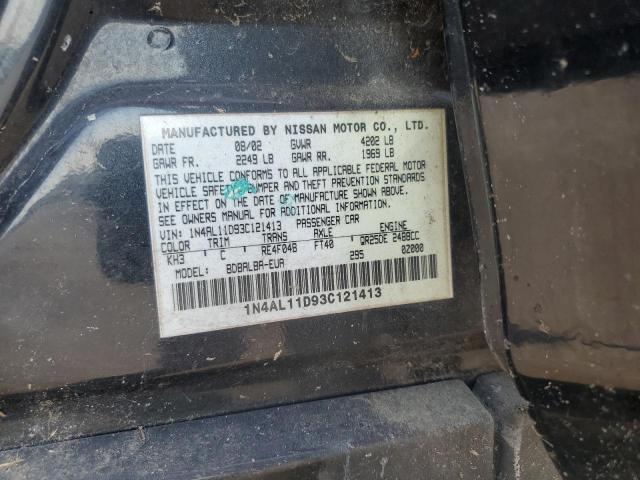 MANUFACTURED BY NISSAN MOTOR CO., LTD.
DATE 08/02 GVWR 4202 LB
GAWR FR. 2249 LB GAWR RR. 1969 LB
THIS VEHICLE CONFORMS TO ALL APPLICABLE FEDERAL MOTOR
VEHICLE SAFETY, BUMPER AND THEFT PREVENTION STANDARDS
IN EFFECT ON THE DATE OF MANUFACTURE SHOWN ABOVE.
SEE OWNERS MANUAL FOR ADDITIONAL INFORMATION.
VIN: 1N4AL11D93C121413 PASSENGER CAR
COLOR TRIM TRANS AXLE ENGINE
KH3 C RE4F04B FT40 QR25DE 2488CC
MODEL: BDBALBA-EUA 295 0Z000
1N4AL11D93C121413